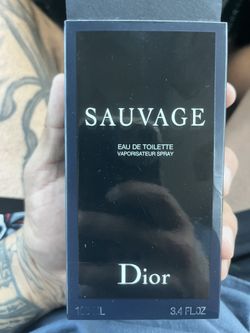 SAUVAGE
EAU DE TOILETTE
VAPORISATEUR SPRAY
Dior
3.4 FL.OZ